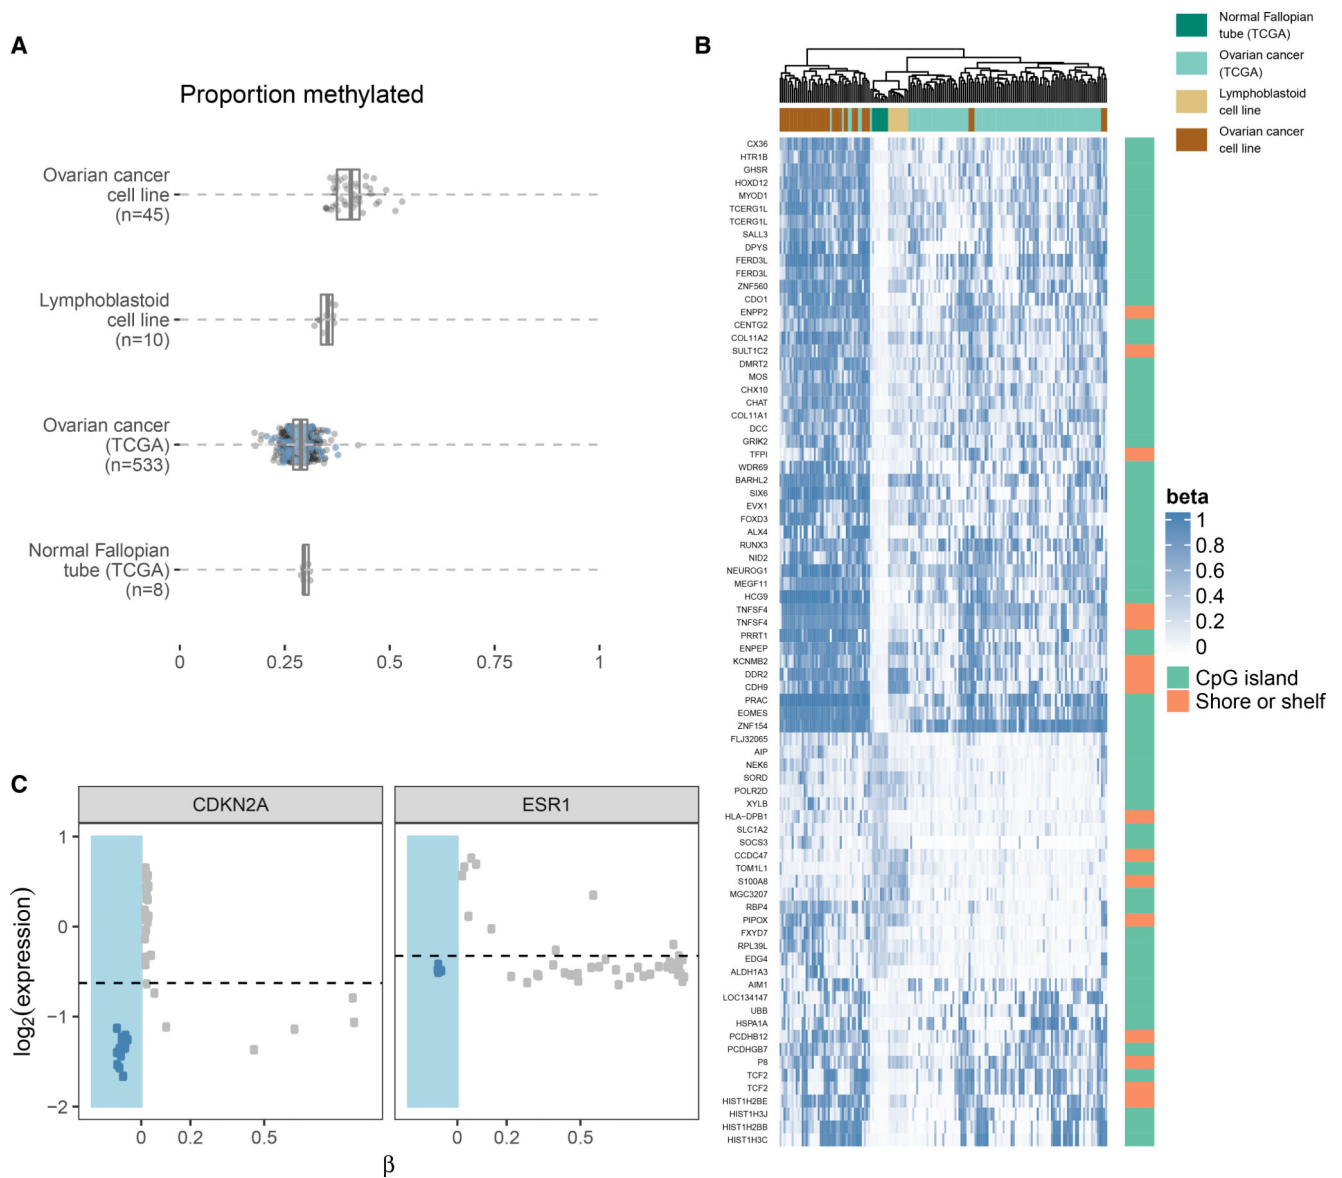 A
Proportion methylated
Ovarian cancer
cell line
(n=45)
Lymphoblastoid
cell line
(n=10)
Ovarian cancer
(TCGA)
(n=533)
Normal Fallopian
tube (TCGA)
(n=8)
0 0.25 0.5 0.75 1
B
Normal Fallopian
tube (TCGA)
Ovarian cancer
(TCGA)
Lymphoblastoid
cell line
Ovarian cancer
cell line
CX36
HTR1B
GHSR
HOXD12
MYOD1
TCERG1L
TCERG1L
SALL3
DPYS
FERD3L
FERD3L
ZNF560
CDO1
ENPP2
CENTG2
COL11A2
SULT1C2
DMRT2
MOS
CHX10
CHAT
COL11A1
DCC
GRIK2
TFPI
WDR69
BARHL2
SIX6
EVX1
FOXD3
ALX4
RUNX3
NID2
NEUROG1
MEGF11
HCG9
TNFSF4
TNFSF4
PRRT1
ENPEP
KCNMB2
DDR2
CDH9
PRAC
EOMES
ZNF154
FLJ32065
AIP
NEK6
SORD
POLR2D
XYLB
HLA−DPB1
SLC1A2
SOCS3
CCDC47
TOM1L1
S100A8
MGC3207
RBP4
PIPOX
FXYD7
RPL39L
EDG4
ALDH1A3
AIM1
LOC134147
UBB
HSPA1A
PCDHB12
PCDHGB7
P8
TCF2
TCF2
HIST1H2BE
HIST1H3J
HIST1H2BB
HIST1H3C
beta
1
0.8
0.6
0.4
0.2
0
CpG island
Shore or shelf
C
CDKN2A
ESR1
log2(expression)
1
0
−1
−2
0 0.2 0.5
0 0.2 0.5
β